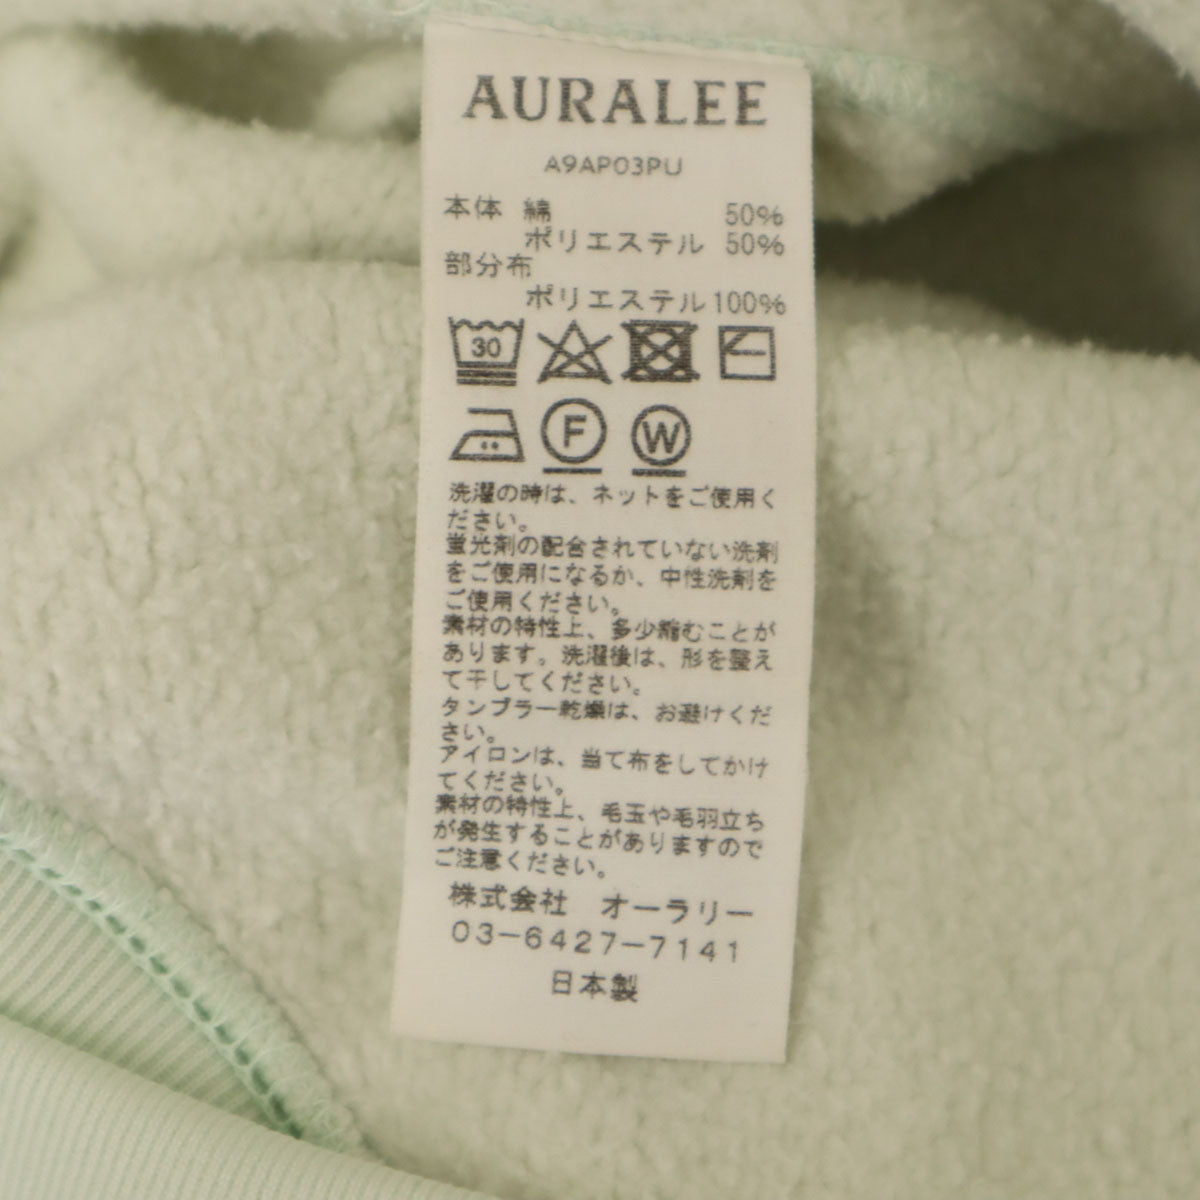 AURALEE
A9AP03PU
本体 綿 50%
ポリエステル 50%
部分布
ポリエステル 100%
30
F W
洗濯の時は、ネットをご使用く
ださい。
蛍光剤の配合されていない洗剤
をご使用になるか、中性洗剤を
ご使用ください。
素材の特性上、多少縮むことが
あります。洗濯後は、形を整え
て干してください。
タンブラー乾燥は、お避けくだ
さい。
アイロンは、当て布をしてかけ
てください。
素材の特性上、毛玉や毛羽立ち
が発生することがありますので
ご注意ください。
株式会社 オーラリー
03-6427-7141
日本製